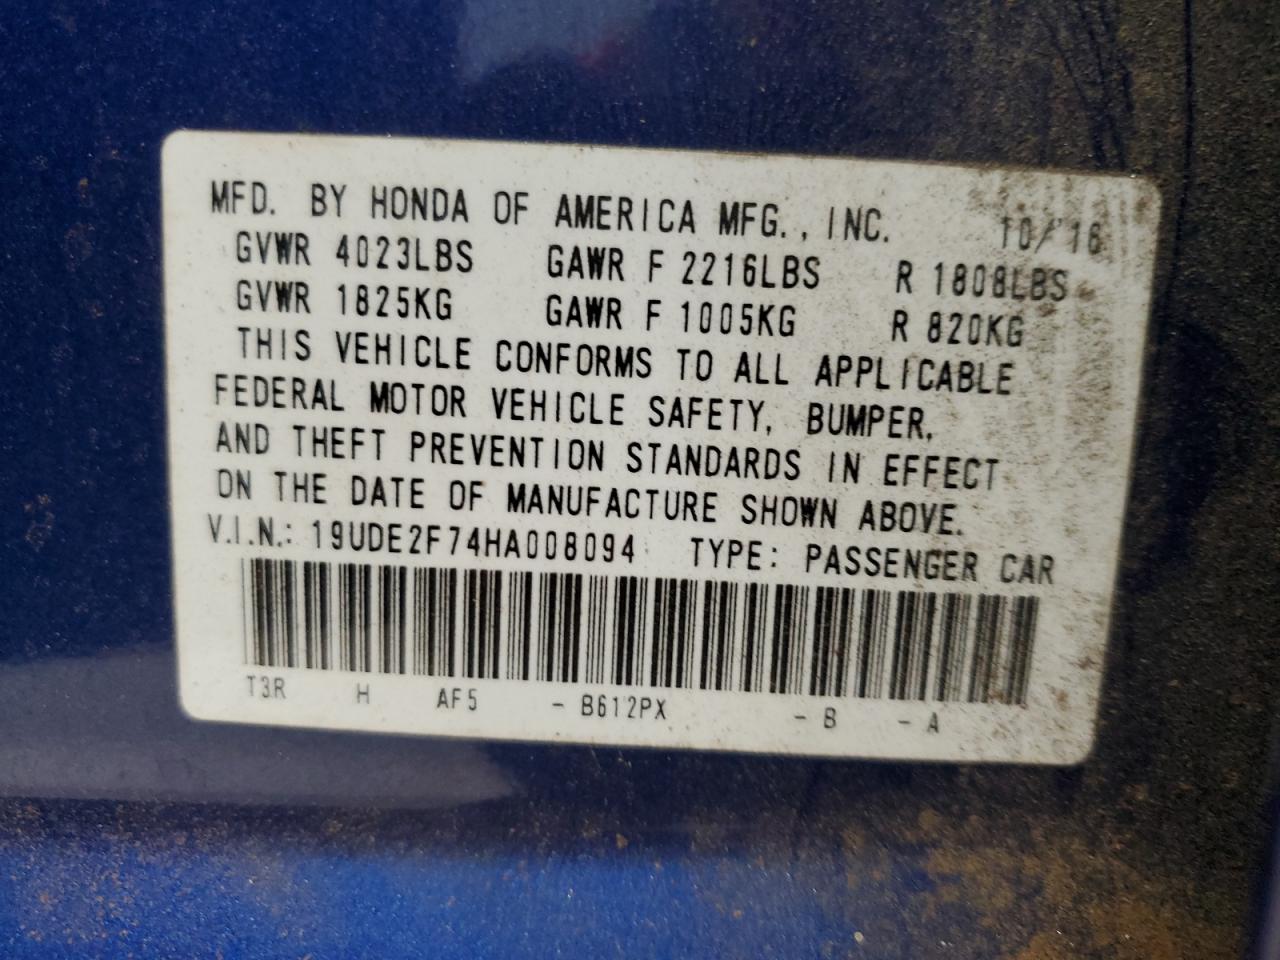 MFD. BY HONDA OF AMERICA MFG., INC. 10/16
GVWR 4023LBS GAWR F 2216LBS R 1808LBS
GVWR 1825KG GAWR F 1005KG R 820KG
THIS VEHICLE CONFORMS TO ALL APPLICABLE
FEDERAL MOTOR VEHICLE SAFETY, BUMPER,
AND THEFT PREVENTION STANDARDS IN EFFECT
ON THE DATE OF MANUFACTURE SHOWN ABOVE.
V.I.N.: 19UDE2F74HA008094 TYPE: PASSENGER CAR
T3R H AF5 - B612PX - B - A